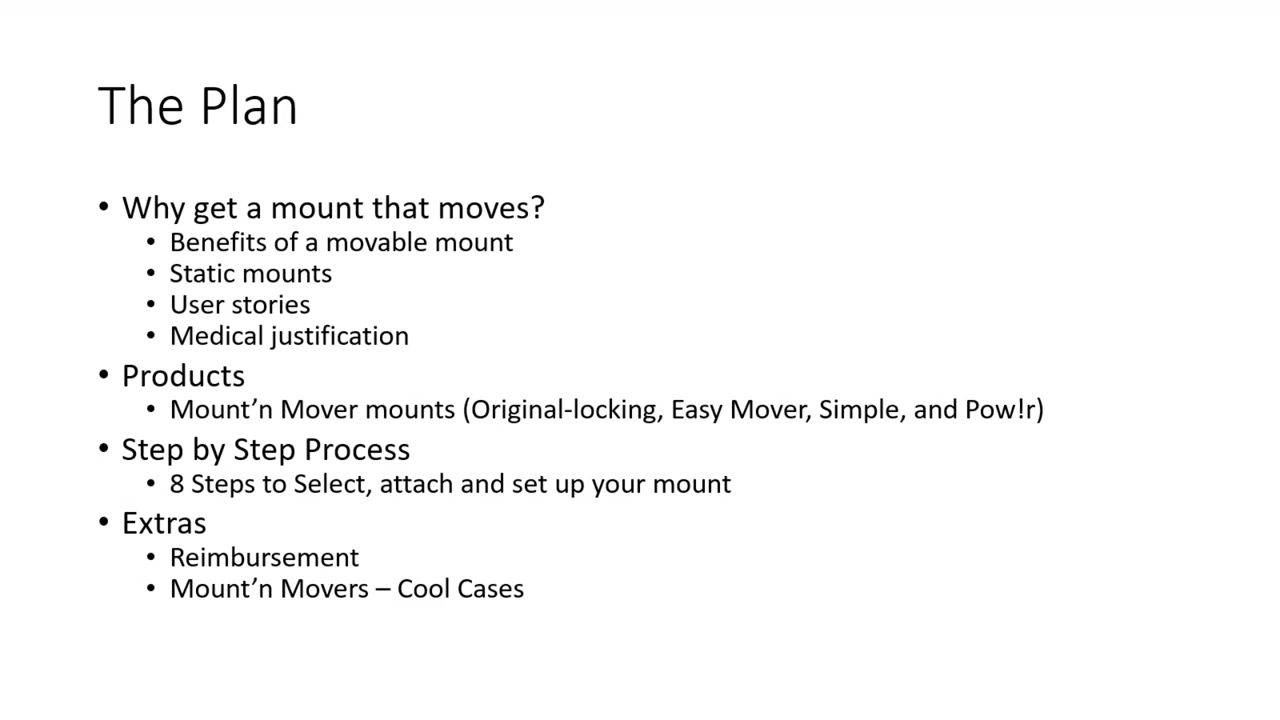 The Plan
• Why get a mount that moves?
• Benefits of a movable mount
• Static mounts
• User stories
• Medical justification
• Products
• Mount’n Mover mounts (Original-locking, Easy Mover, Simple, and Pow!r)
• Step by Step Process
• 8 Steps to Select, attach and set up your mount
• Extras
• Reimbursement
• Mount’n Movers – Cool Cases